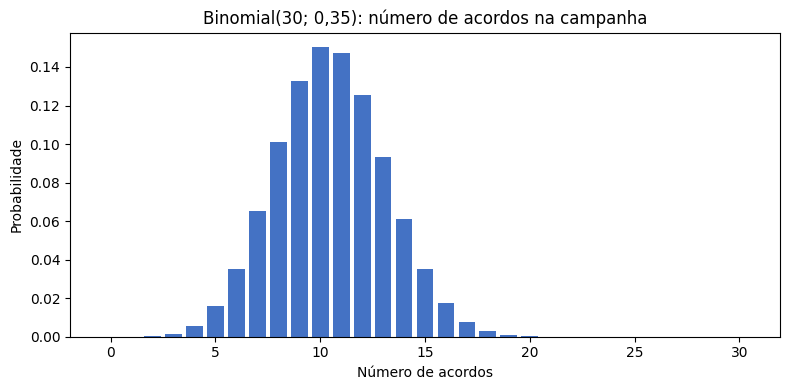 Binomial(30; 0,35): número de acordos na campanha
Probabilidade
0.14
0.12
0.10
0.08
0.06
0.04
0.02
0.00
0 5 10 15 20 25 30
Número de acordos